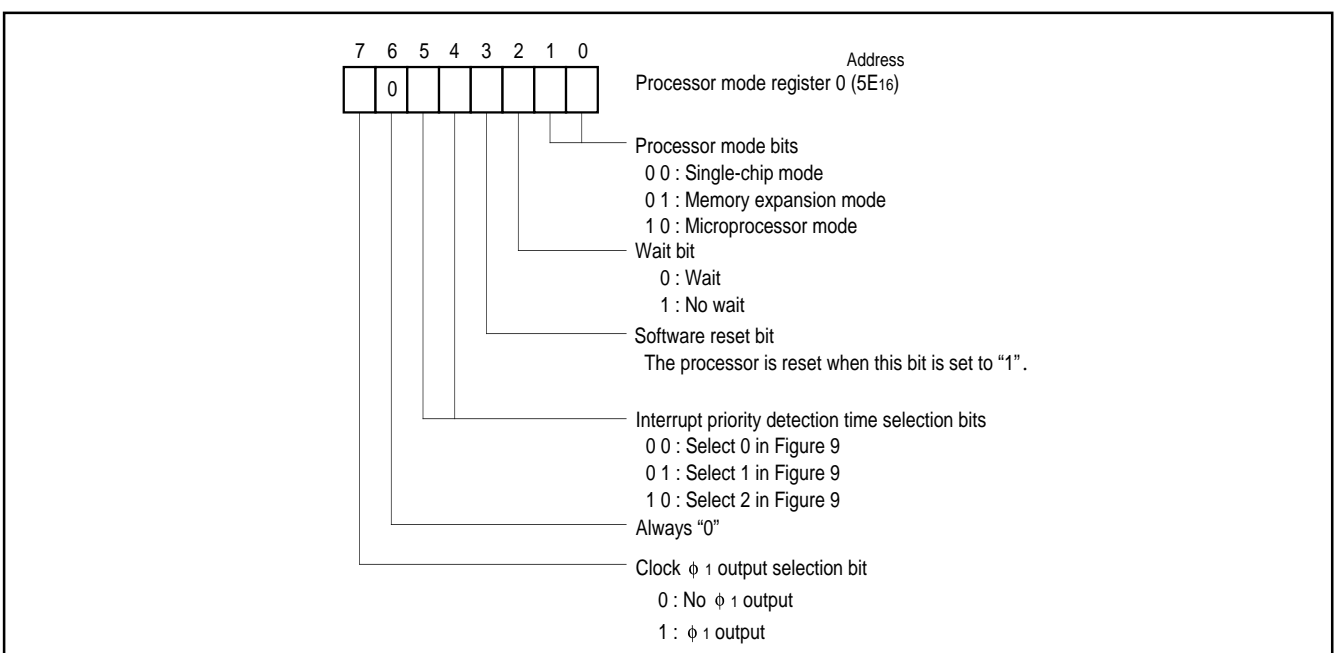 7 6 5 4 3 2 1 0
Address
0
Processor mode register 0 (5E16)
Processor mode bits
0 0 : Single-chip mode
0 1 : Memory expansion mode
1 0 : Microprocessor mode
Wait bit
0 : Wait
1 : No wait
Software reset bit
The processor is reset when this bit is set to “1”.
Interrupt priority detection time selection bits
0 0 : Select 0 in Figure 9
0 1 : Select 1 in Figure 9
1 0 : Select 2 in Figure 9
Always “0”
Clock ϕ 1 output selection bit
0 : No ϕ 1 output
1 : ϕ 1 output